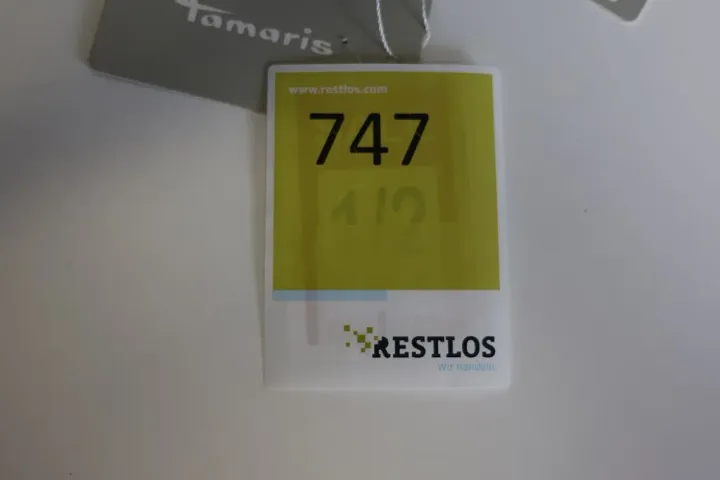 Tamaris
www.restlos.com
747
1/2
RESTLOS
Wir handeln.